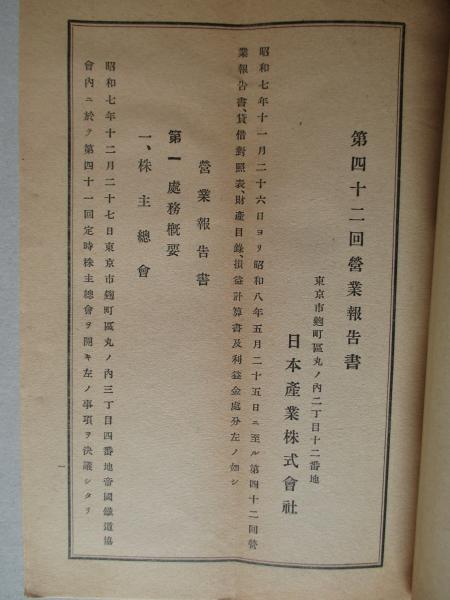 第四十二回營業報告書
東京市麴町區丸ノ內二丁目十二番地
日本產業株式會社
昭和七年十一月二十六日ヨリ昭和八年五月二十五日ニ至ル第四十二回營
業報告書、貸借對照表、財產目錄、損益計算書及利益金處分左ノ如シ
營業報告書
第一 處務槪要
一、株主總會
昭和七年十二月二十七日東京市麴町區丸ノ內三丁目四番地帝國鐵道協
會內ニ於テ第四十一回定時株主總會ヲ開キ左ノ事項ヲ決議シタリ
一